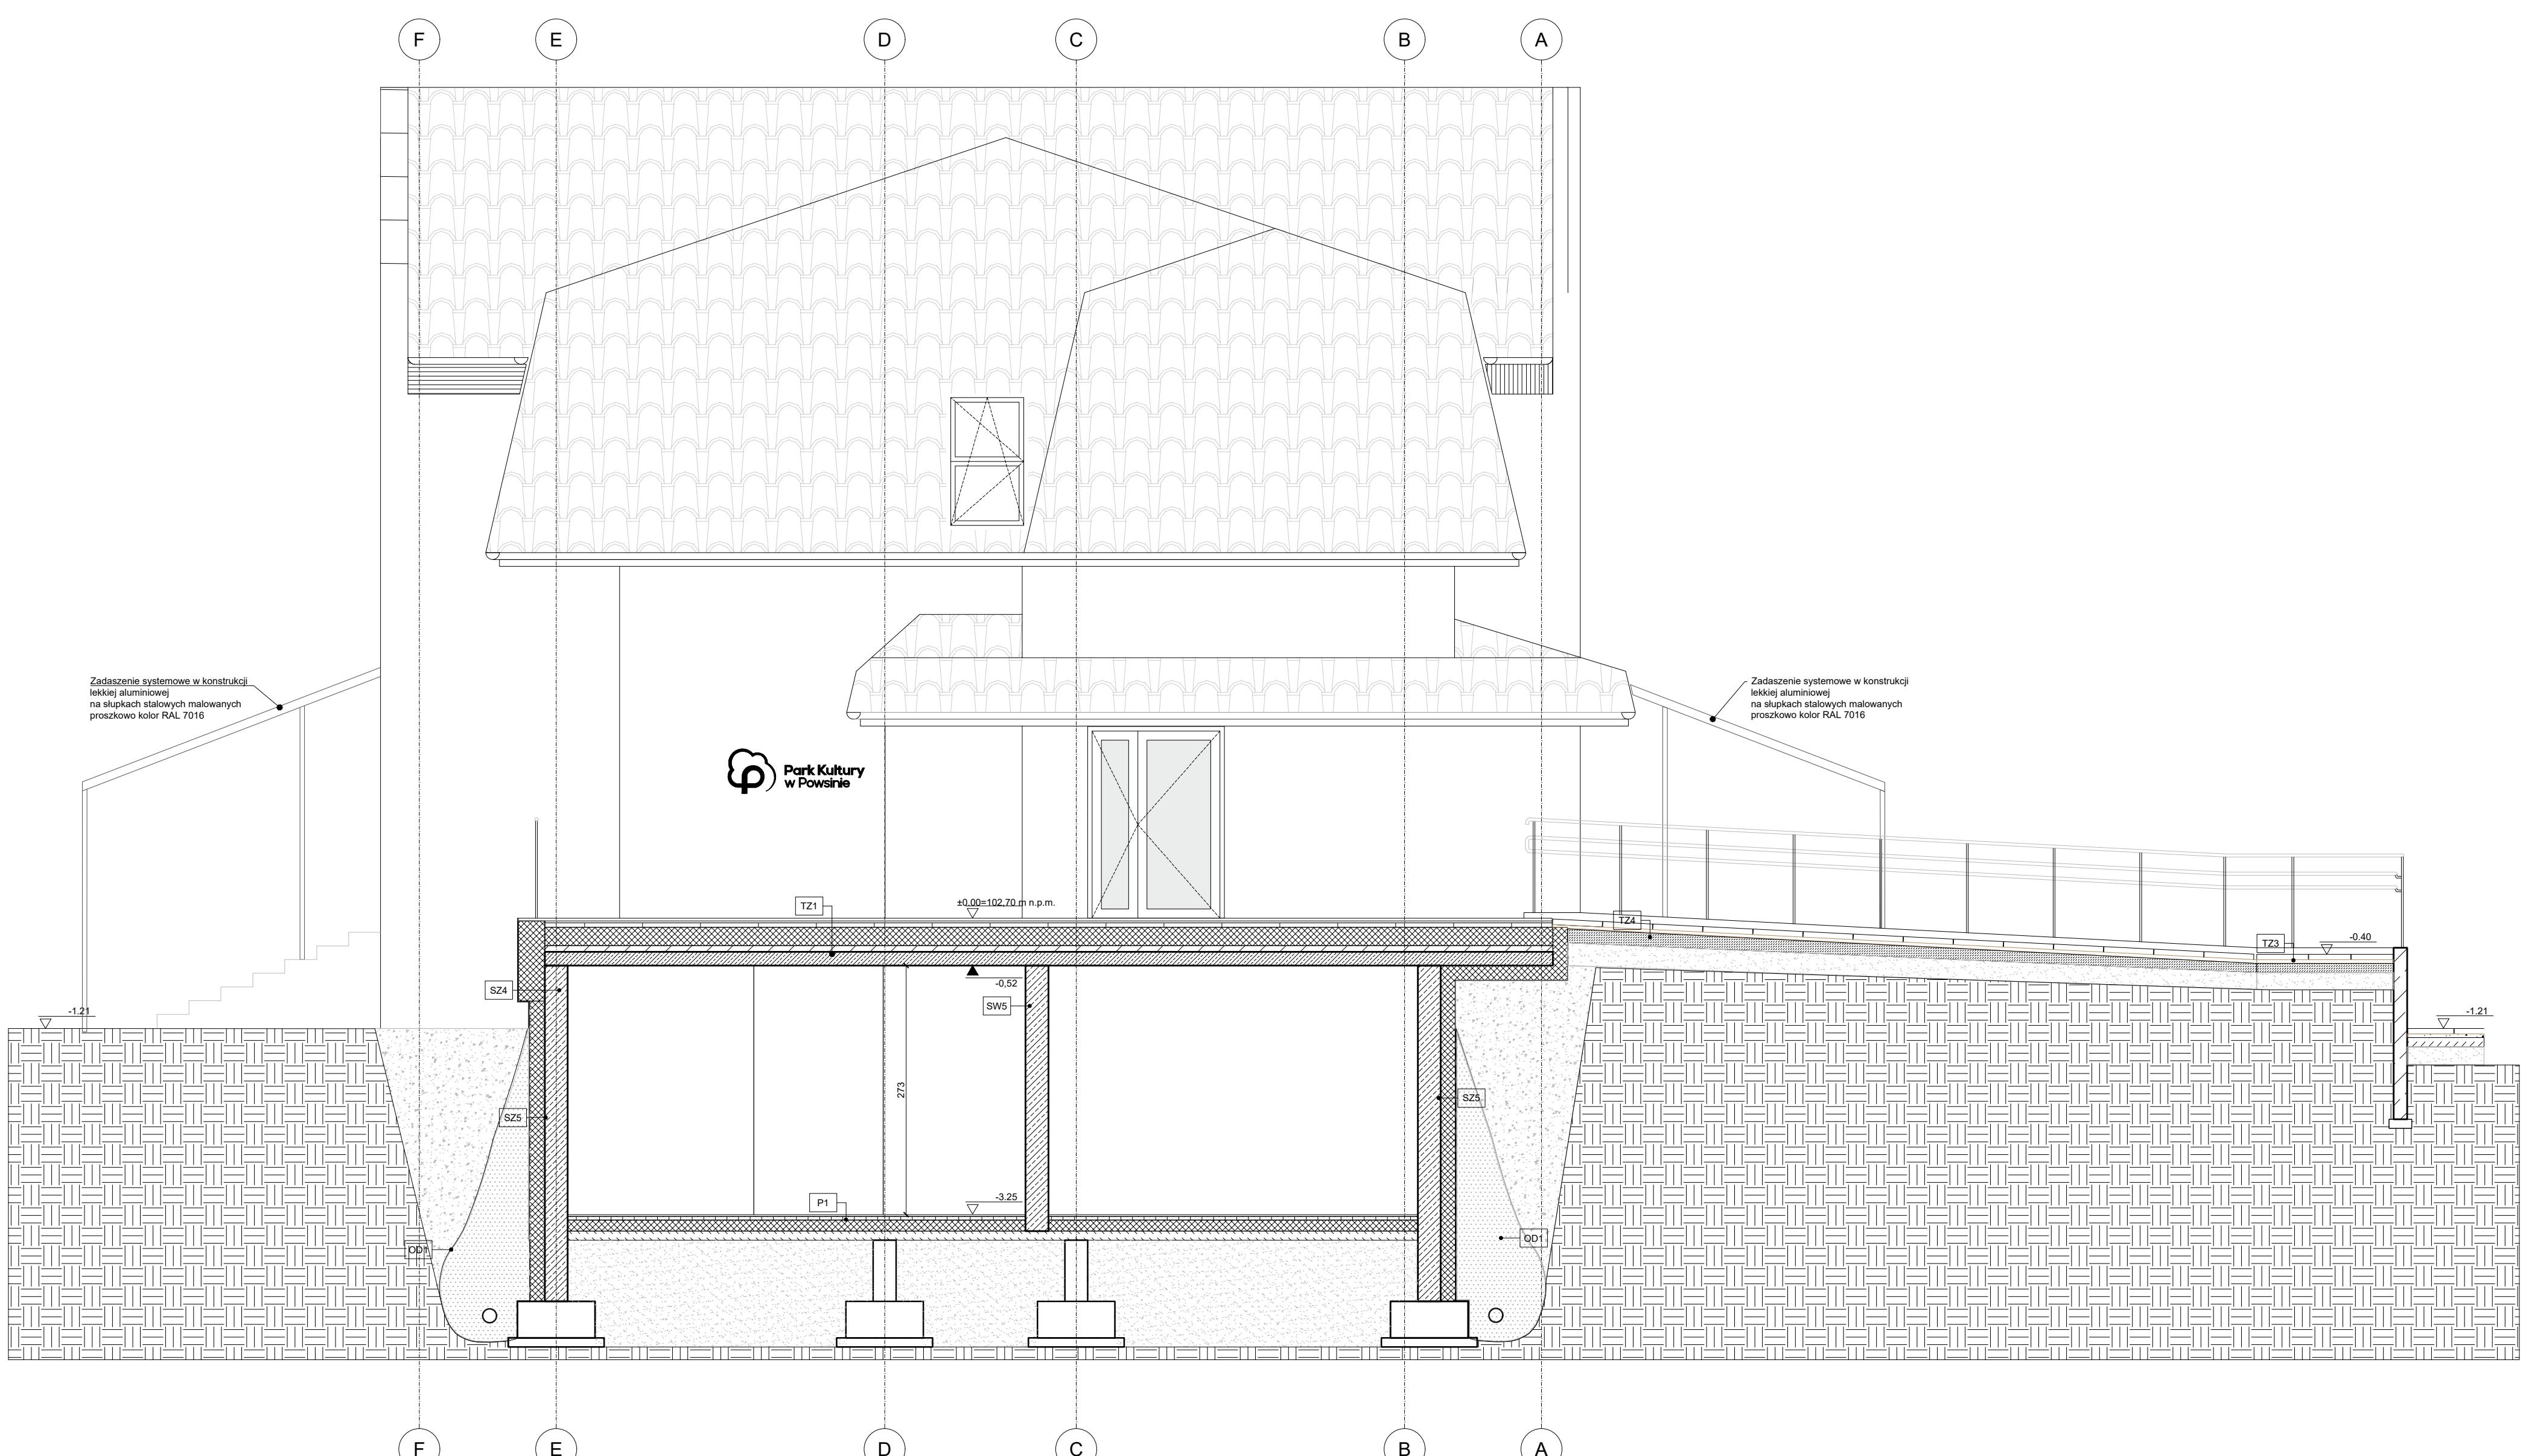 F E D C B A
Zadaszenie systemowe w konstrukcji
lekkiej aluminiowej
na słupkach stalowych malowanych
proszkowo kolor RAL 7016
Zadaszenie systemowe w konstrukcji
lekkiej aluminiowej
na słupkach stalowych malowanych
proszkowo kolor RAL 7016
Park Kultury
w Powsinie
TZ1
±0.00=102,70 m n.p.m.
TZ4
TZ3
-0.40
-0,52
SZ4
SW5
-1.21
-1.21
273
SZ5
SZ5
P1
-3.25
OD1
OD1
F E D C B A